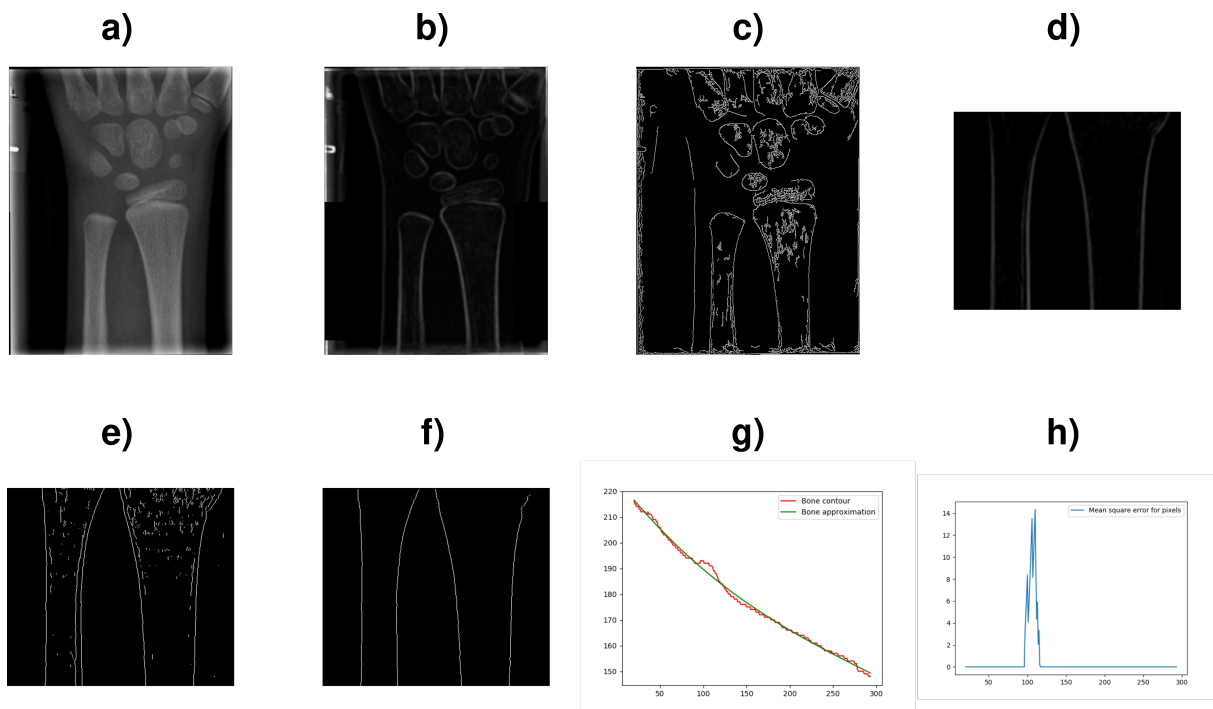 a)
b)
c)
d)
e)
f)
g)
h)
220
210
200
190
180
170
160
150
50
100
150
200
250
300
Bone contour
Bone approximation
14
12
10
8
6
4
2
0
50
100
150
200
250
300
Mean square error for pixels